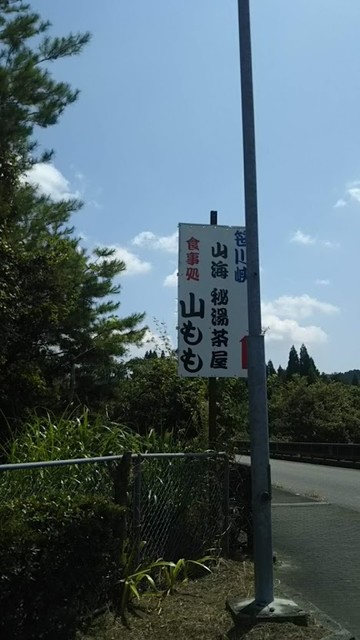 笹川峡
山海 秘湯茶屋
食事処
山もも